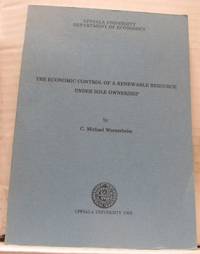 UPPSALA UNIVERSITY
DEPARTMENT OF ECONOMICS
THE ECONOMIC CONTROL OF A RENEWABLE RESOURCE
UNDER SOLE OWNERSHIP
by
C. Michael Wernerheim
UPPSALA UNIVERSITY